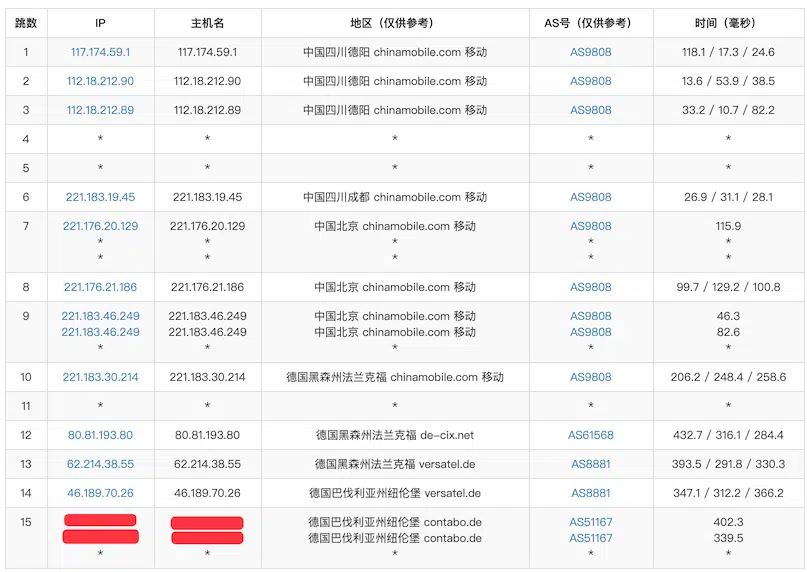 跳数 IP 主机名 地区（仅供参考） AS号（仅供参考） 时间（毫秒）
1 117.174.59.1 117.174.59.1 中国四川德阳 chinamobile.com 移动 AS9808 118.1 / 17.3 / 24.6
2 112.18.212.90 112.18.212.90 中国四川德阳 chinamobile.com 移动 AS9808 13.6 / 53.9 / 38.5
3 112.18.212.89 112.18.212.89 中国四川德阳 chinamobile.com 移动 AS9808 33.2 / 10.7 / 82.2
4 * * * * *
5 * * * * *
6 221.183.19.45 221.183.19.45 中国四川成都 chinamobile.com 移动 AS9808 26.9 / 31.1 / 28.1
7 221.176.20.129 221.176.20.129 中国北京 chinamobile.com 移动 AS9808 115.9
* * * * *
* * * * *
8 221.176.21.186 221.176.21.186 中国北京 chinamobile.com 移动 AS9808 99.7 / 129.2 / 100.8
9 221.183.46.249 221.183.46.249 中国北京 chinamobile.com 移动 AS9808 46.3
221.183.46.249 221.183.46.249 中国北京 chinamobile.com 移动 AS9808 82.6
* * * * *
10 221.183.30.214 221.183.30.214 德国黑森州法兰克福 chinamobile.com 移动 AS9808 206.2 / 248.4 / 258.6
11 * * * * *
12 80.81.193.80 80.81.193.80 德国黑森州法兰克福 de-cix.net AS61568 432.7 / 316.1 / 284.4
13 62.214.38.55 62.214.38.55 德国黑森州法兰克福 versatel.de AS8881 393.5 / 291.8 / 330.3
14 46.189.70.26 46.189.70.26 德国巴伐利亚州纽伦堡 versatel.de AS8881 347.1 / 312.2 / 366.2
15 德国巴伐利亚州纽伦堡 contabo.de AS51167 402.3
德国巴伐利亚州纽伦堡 contabo.de AS51167 339.5
* * * * *